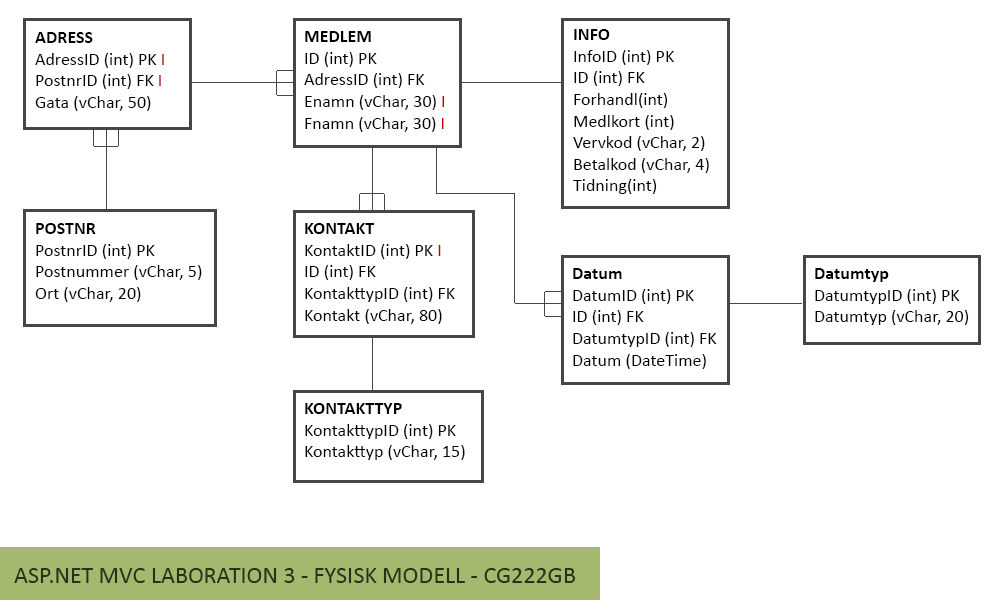 ADRESS
AdressID (int) PK I
PostnrID (int) FK I
Gata (vChar, 50)
MEDLEM
ID (int) PK
AdressID (int) FK
Enamn (vChar, 30) I
Fnamn (vChar, 30) I
INFO
InfoID (int) PK
ID (int) FK
Forhandl(int)
Medlkort (int)
Vervkod (vChar, 2)
Betalkod (vChar, 4)
Tidning(int)
POSTNR
PostnrID (int) PK
Postnummer (vChar, 5)
Ort (vChar, 20)
KONTAKT
KontaktID (int) PK I
ID (int) FK
KontakttypID (int) FK
Kontakt (vChar, 80)
Datum
DatumID (int) PK
ID (int) FK
DatumtypID (int) FK
Datum (DateTime)
Datumtyp
DatumtypID (int) PK
Datumtyp (vChar, 20)
KONTAKTTYP
KontakttypID (int) PK
Kontakttyp (vChar, 15)
ASP.NET MVC LABORATION 3 - FYSISK MODELL - CG222GB